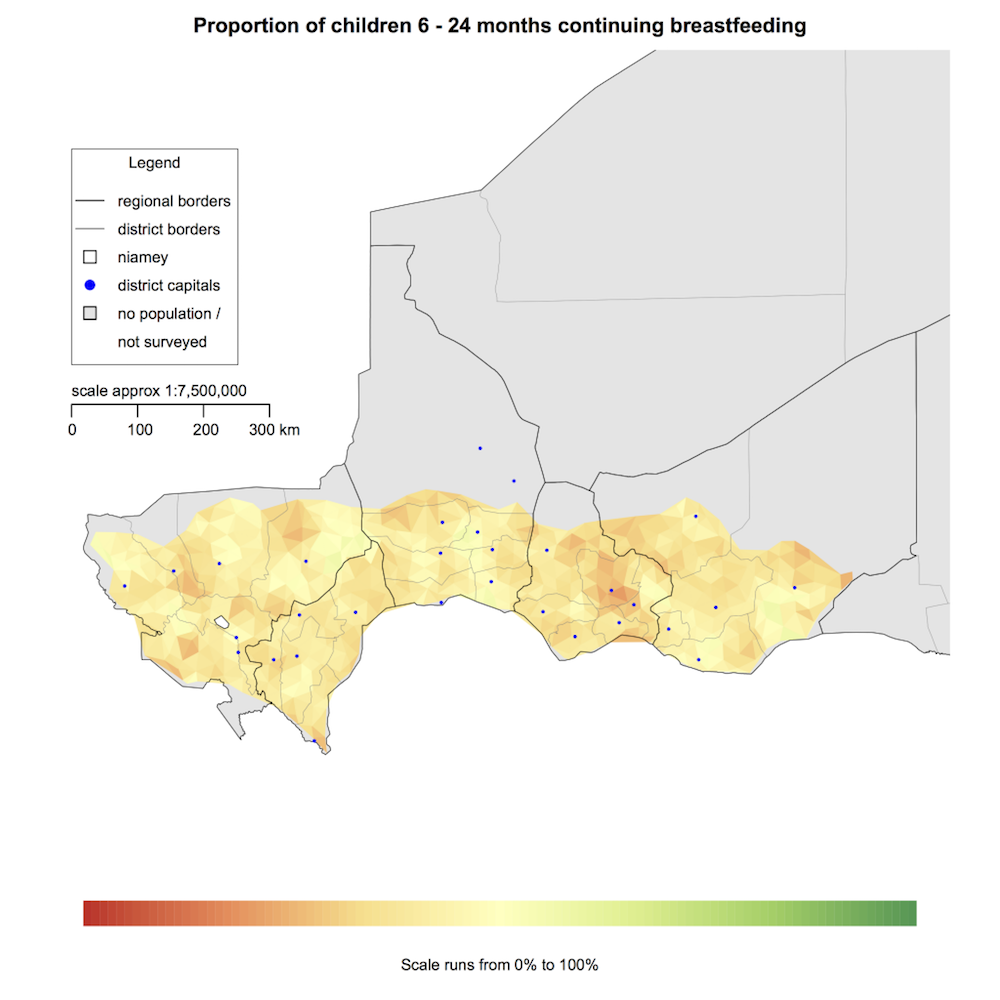 Proportion of children 6 - 24 months continuing breastfeeding
Legend
regional borders
district borders
niamey
district capitals
no population /
not surveyed
scale approx 1:7,500,000
0 100 200 300 km
Scale runs from 0% to 100%